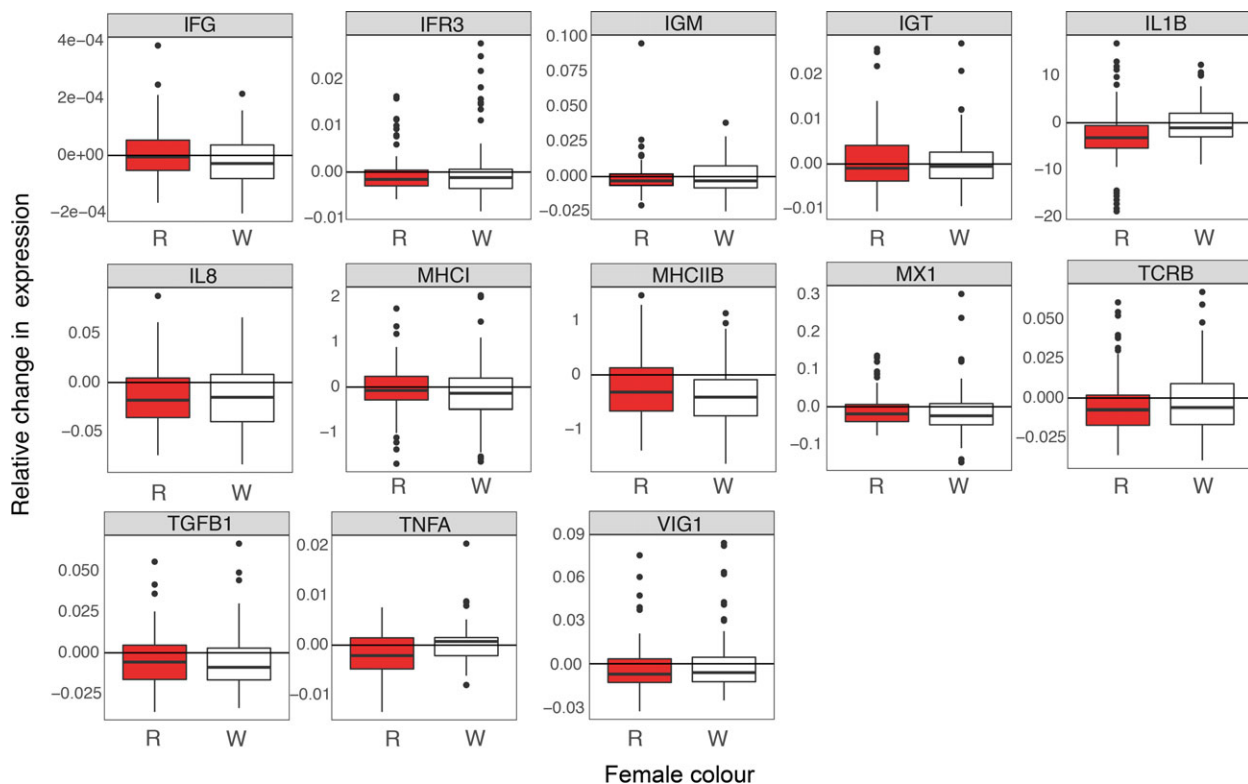 IFG
IFR3
IGM
IGT
IL1B
4e−04
2e−04
0e+00
−2e−04
0.02
0.01
0.00
−0.01
0.100
0.075
0.050
0.025
0.000
−0.025
0.02
0.01
0.00
−0.01
10
0
−10
−20
R W
R W
R W
R W
R W
Relative change in expression
IL8
MHCI
MHCIIB
MX1
TCRB
0.05
0.00
−0.05
2
1
0
−1
1
0
−1
0.3
0.2
0.1
0.0
−0.1
0.050
0.025
0.000
−0.025
R W
R W
R W
R W
R W
TGFB1
TNFA
VIG1
0.050
0.025
0.000
−0.025
0.02
0.01
0.00
−0.01
0.09
0.06
0.03
0.00
−0.03
R W
R W
R W
Female colour